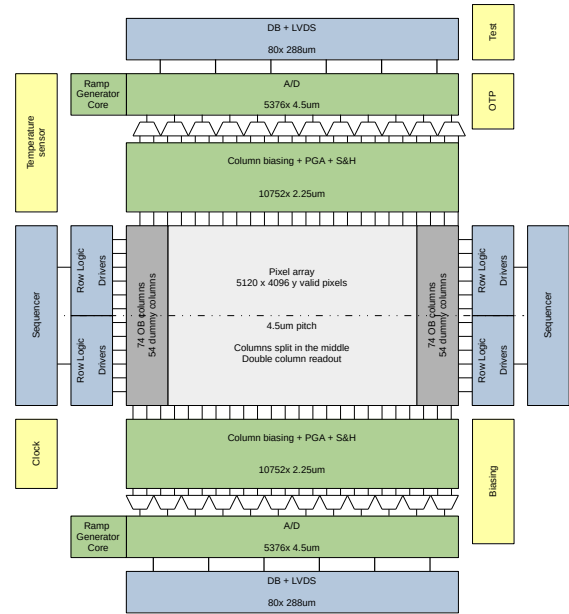 DB + LVDS
80x 288um
Test
Ramp
Generator
Core
A/D
5376x 4.5um
OTP
Temperature
sensor
Column biasing + PGA + S&H
10752x 2.25um
Sequencer
Row Logic
Drivers
Row Logic
Drivers
74 OB columns
54 dummy columns
Pixel array
5120 x 4096 y valid pixels
4.5um pitch
Columns split in the middle
Double column readout
74 OB columns
54 dummy columns
Row Logic
Drivers
Row Logic
Drivers
Sequencer
Clock
Column biasing + PGA + S&H
10752x 2.25um
Biasing
Ramp
Generator
Core
A/D
5376x 4.5um
DB + LVDS
80x 288um